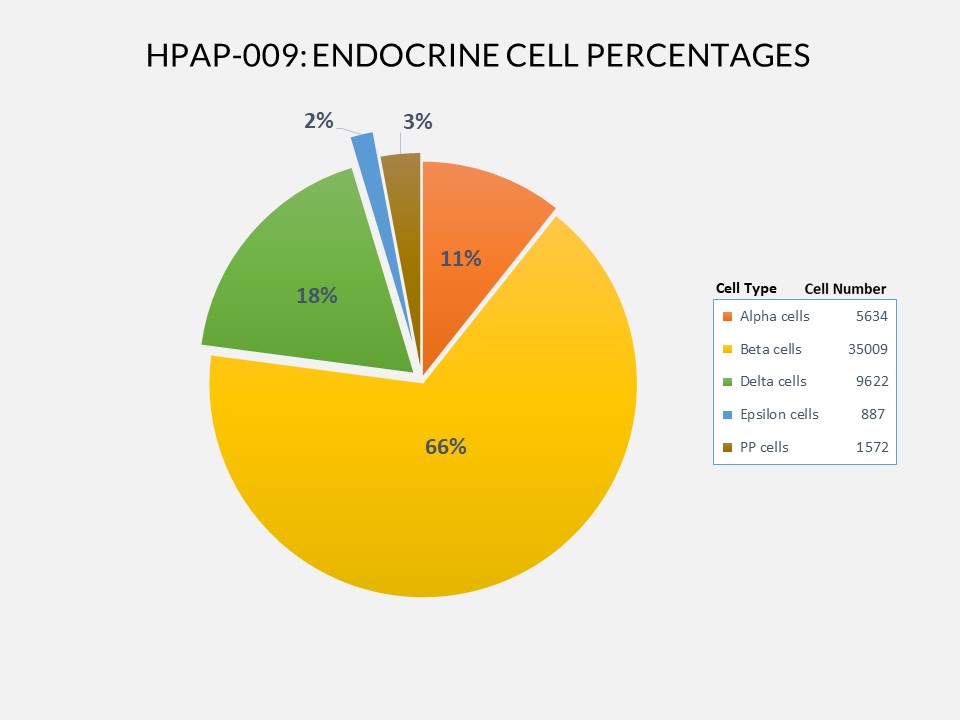 HPAP-009: ENDOCRINE CELL PERCENTAGES
2%
3%
11%
18%
66%
Cell Type Cell Number
Alpha cells 5634
Beta cells 35009
Delta cells 9622
Epsilon cells 887
PP cells 1572